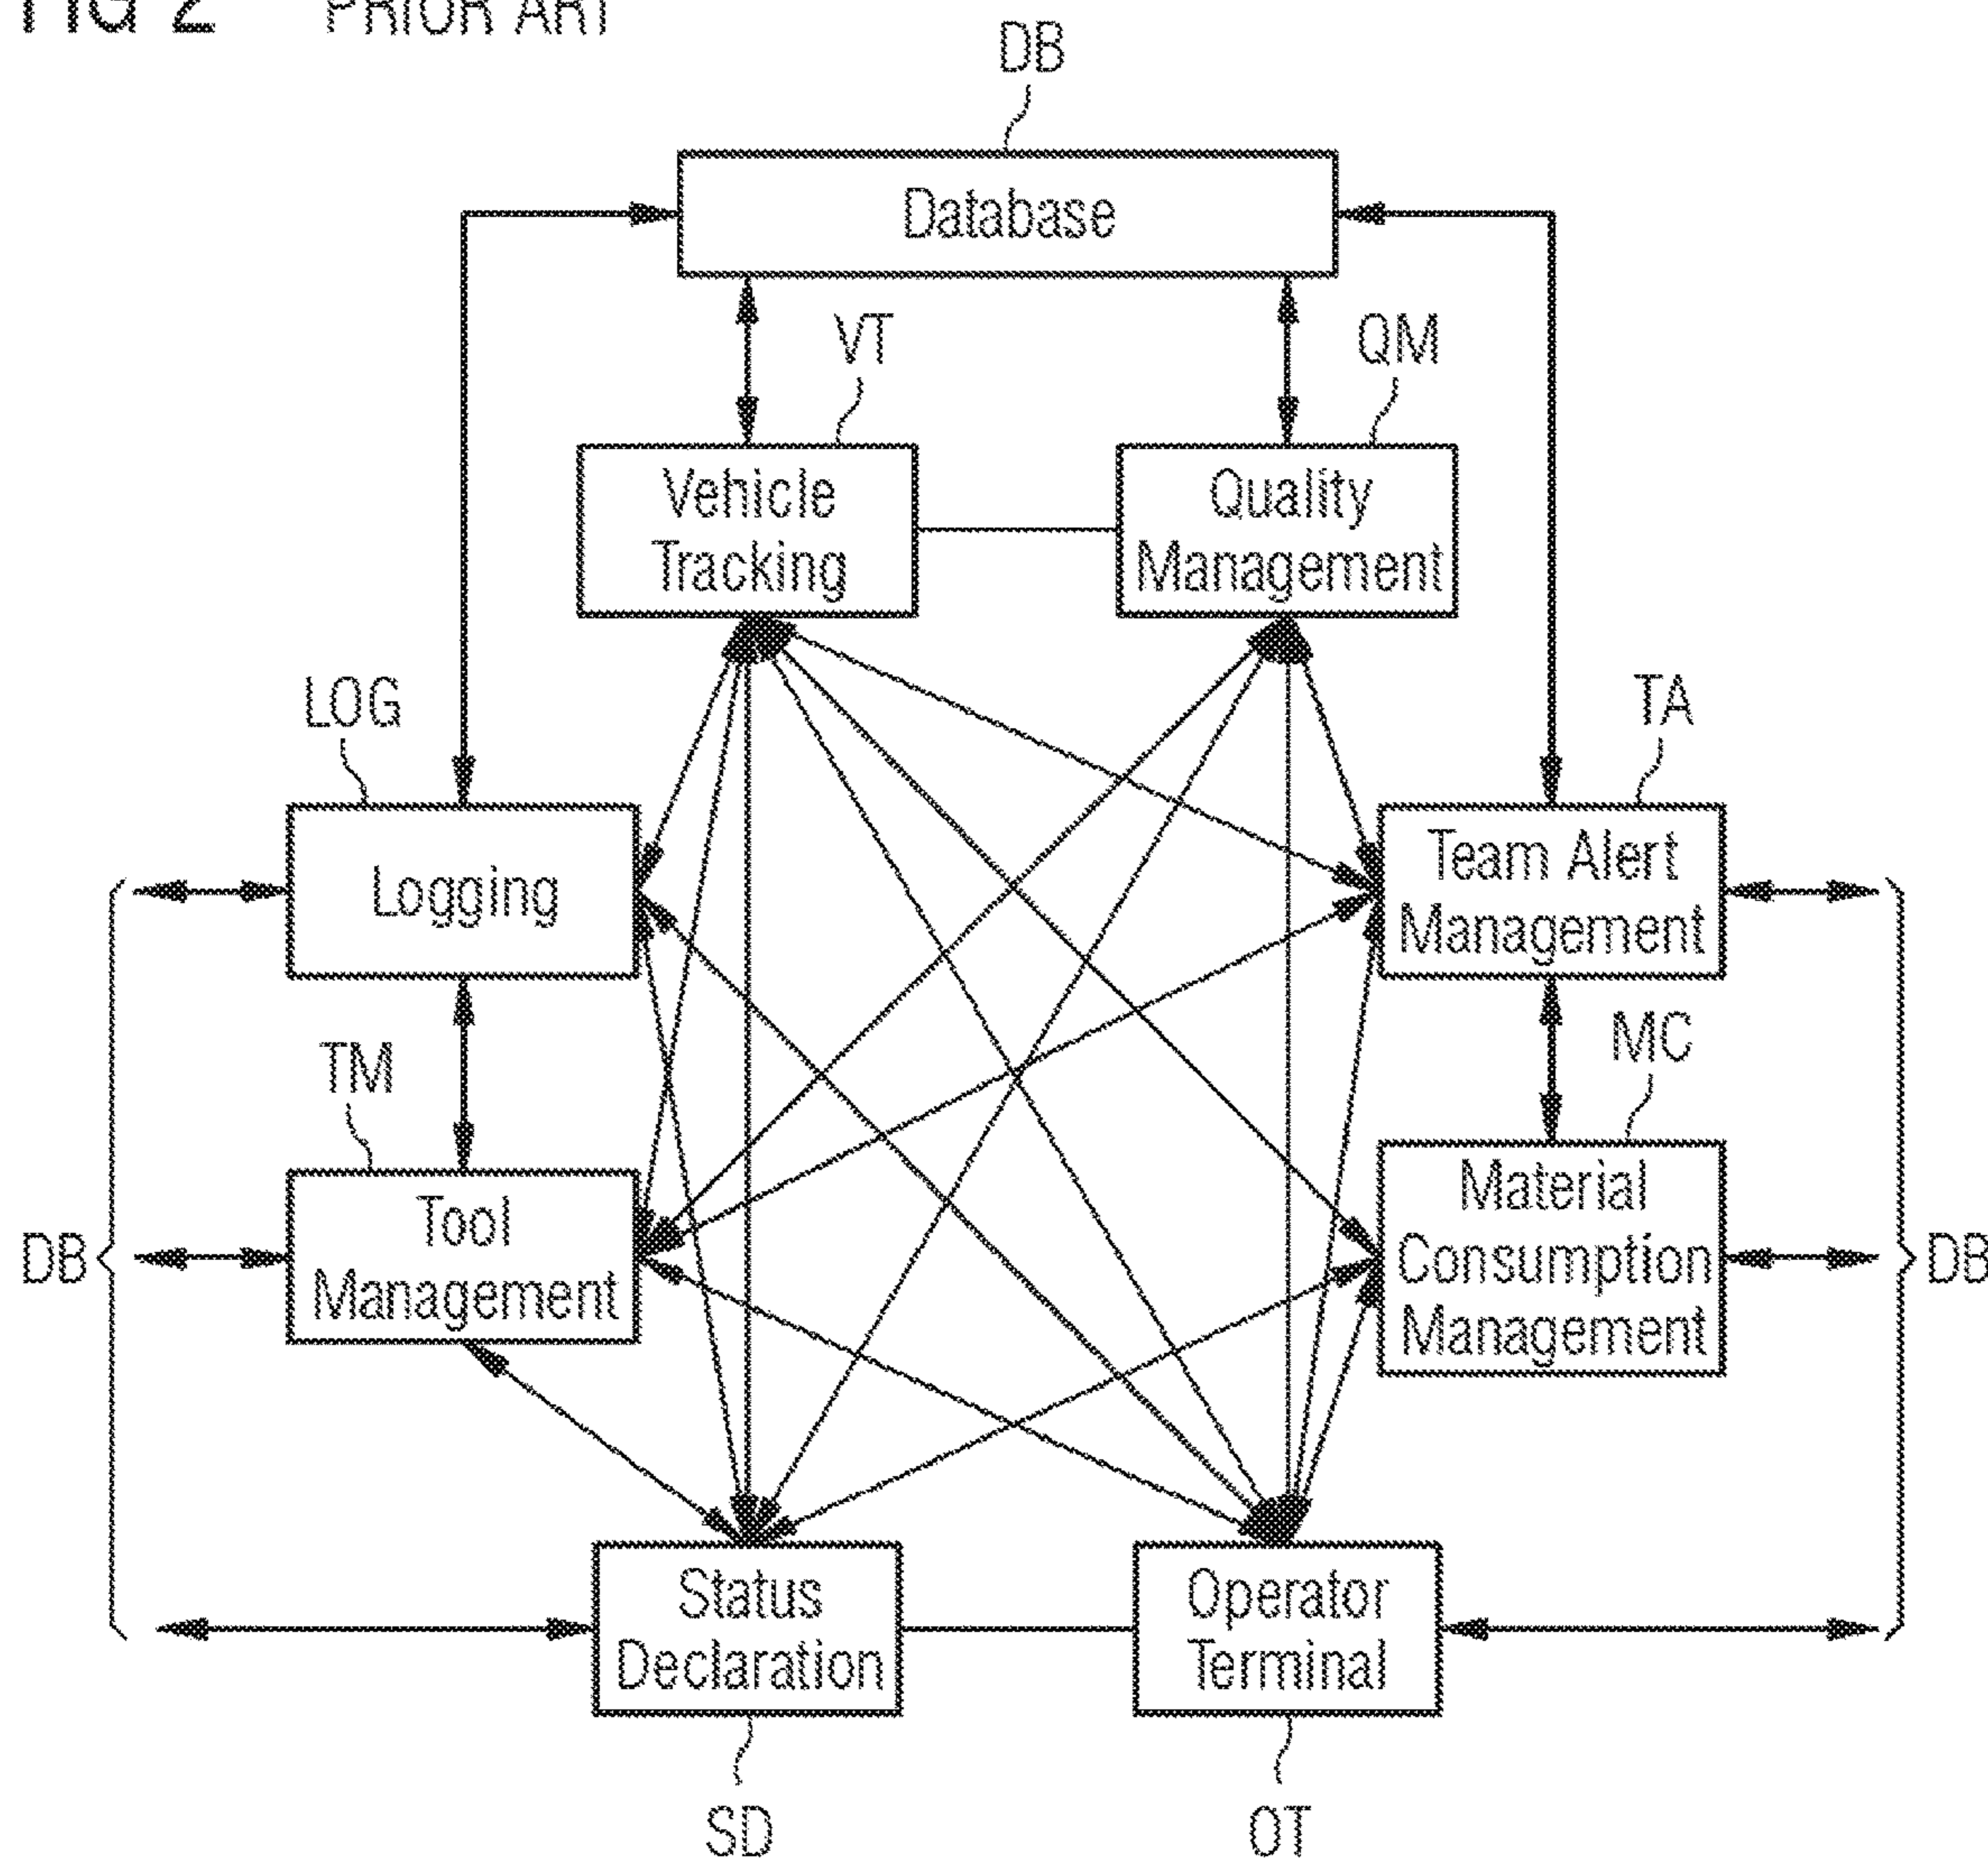 FIG 2 PRIOR ART
DB
Database
VT
QM
Vehicle
Tracking
Quality
Management
LOG
TA
Logging
Team Alert
Management
TM
MC
DB
Tool
Management
Material
Consumption
Management
DB
Status
Declaration
Operator
Terminal
SD
OT